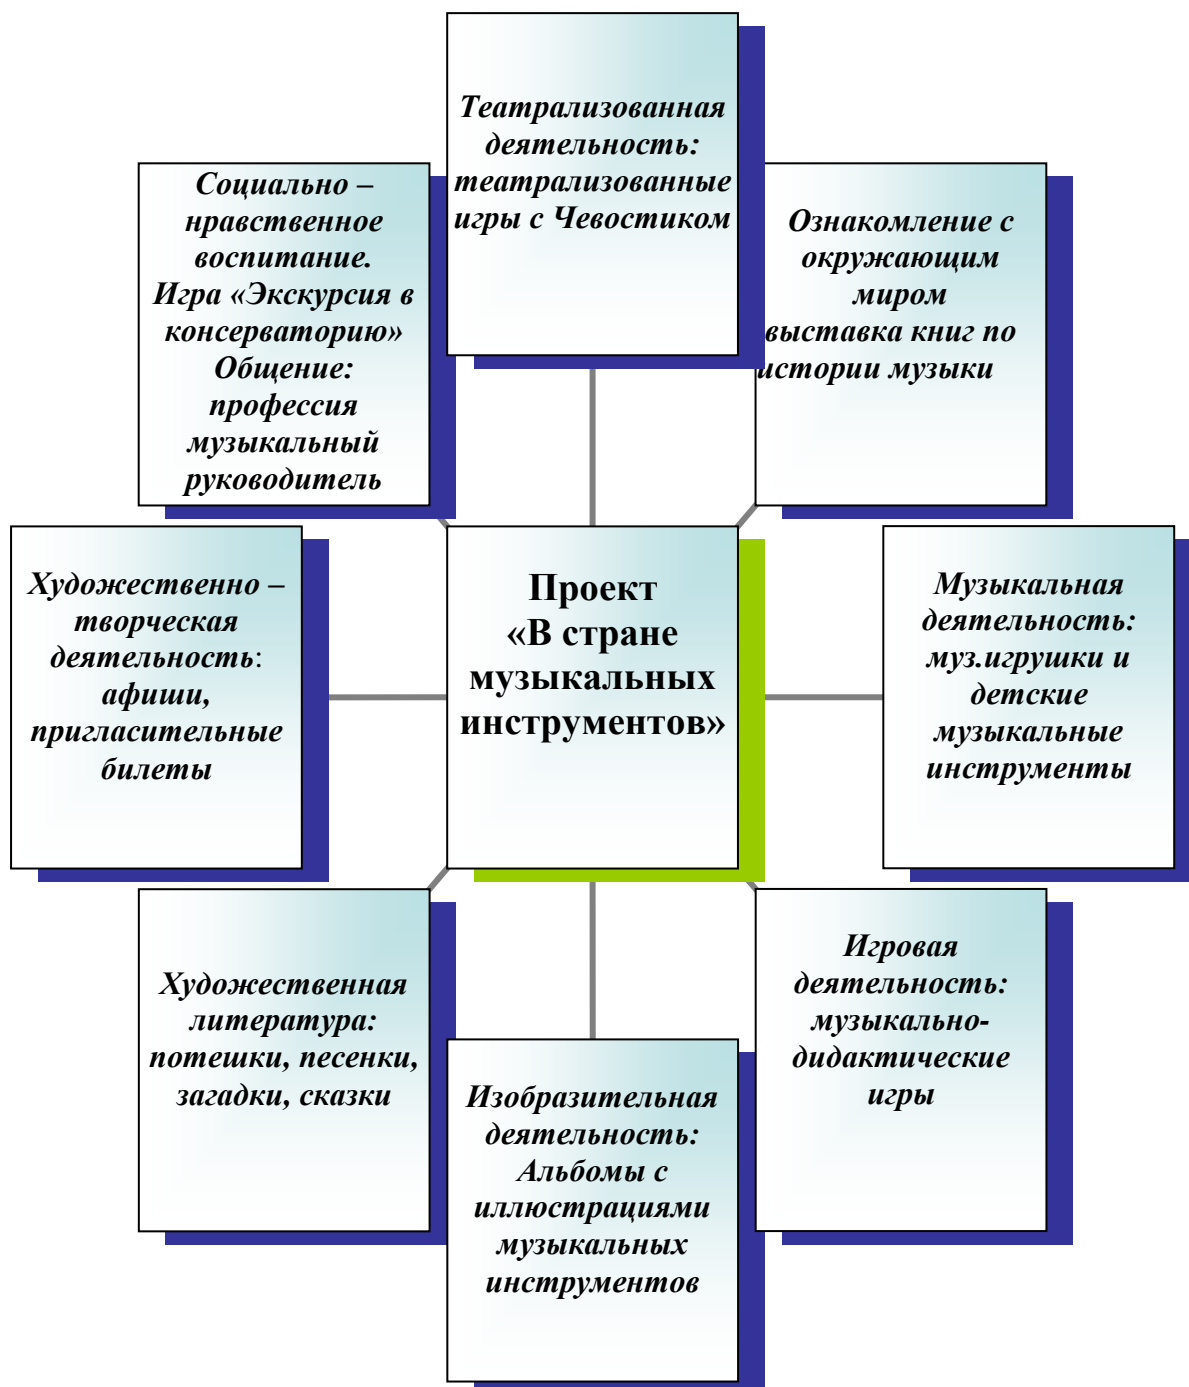 Театрализованная
деятельность:
театрализованные
игры с Чевостиком
Социально –
нравственное
воспитание.
Игра «Экскурсия в
консерваторию»
Общение:
профессия
музыкальный
руководитель
Ознакомление с
окружающим
миром
выставка книг по
истории музыки
Художественно –
творческая
деятельность:
афиши,
пригласительные
билеты
Проект
«В стране
музыкальных
инструментов»
Музыкальная
деятельность:
муз.игрушки и
детские
музыкальные
инструменты
Художественная
литература:
потешки, песенки,
загадки, сказки
Игровая
деятельность:
музыкально-
дидактические
игры
Изобразительная
деятельность:
Альбомы с
иллюстрациями
музыкальных
инструментов